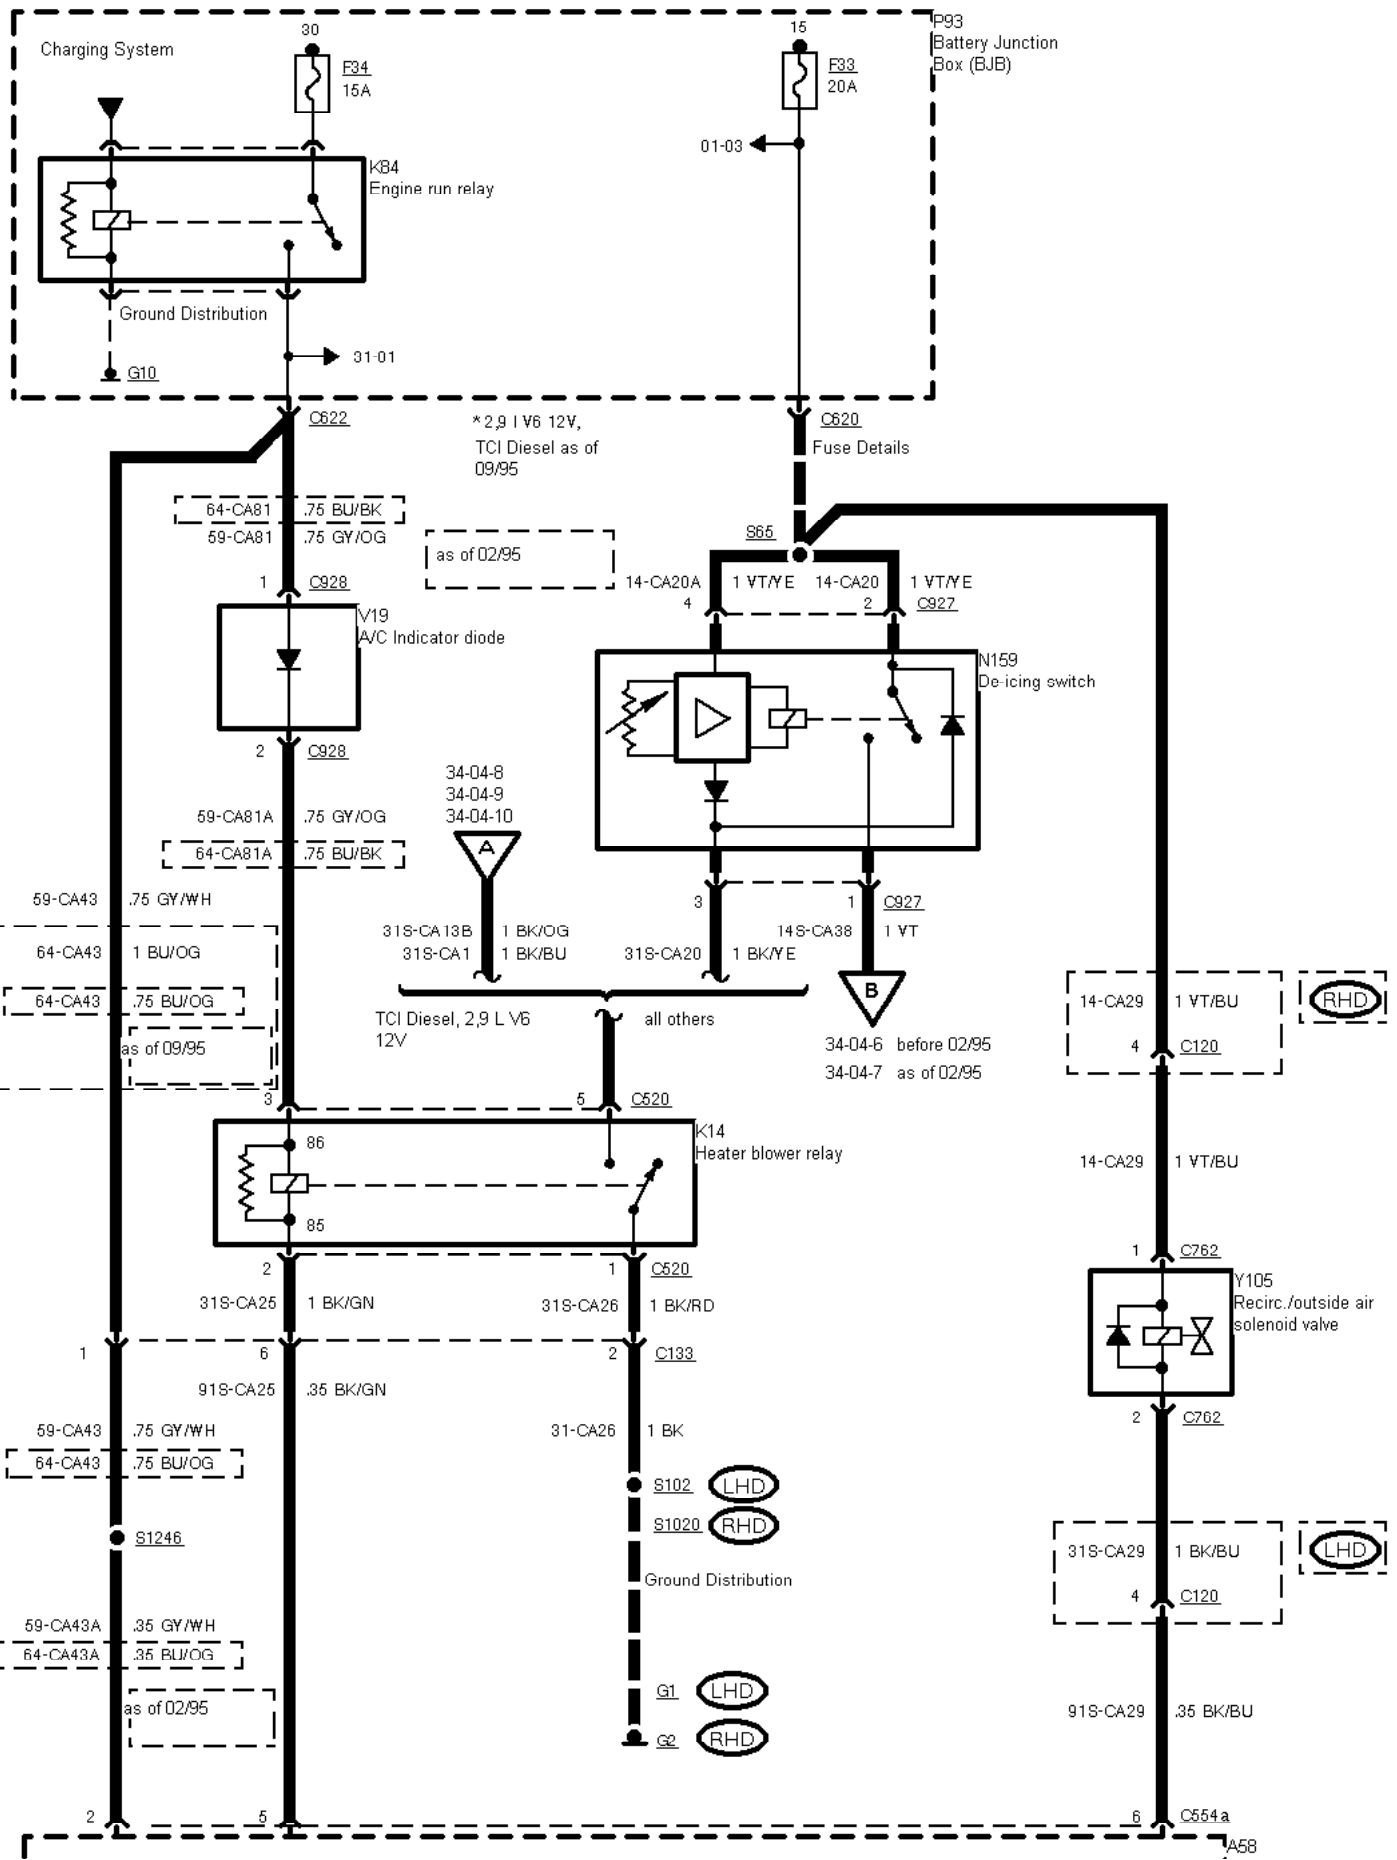 30
15
P93
Battery Junction
Box (BJB)
Charging System
F34
15A
F33
20A
01-03
K84
Engine run relay
Ground Distribution
31-01
G10
C622
* 2,9 l V6 12V,
TCI Diesel as of
09/95
C620
Fuse Details
64-CA81 .75 BU/BK
59-CA81 .75 GY/OG
as of 02/95
S65
14-CA20A 1 VT/YE 14-CA20 1 VT/YE
1 C928
4 2 C927
V19
A/C Indicator diode
N159
De-icing switch
2 C928
34-04-8
34-04-9
34-04-10
59-CA81A .75 GY/OG
A
64-CA81A .75 BU/BK
59-CA43 .75 GY/WH
3 1 C927
31S-CA13B 1 BK/OG
14S-CA38 1 VT
64-CA43 1 BU/OG
31S-CA1 1 BK/BU
31S-CA20 1 BK/YE
B
64-CA43 .75 BU/OG
14-CA29 1 VT/BU
RHD
TCI Diesel, 2,9 L V6
12V
all others
as of 09/95
34-04-6 before 02/95
34-04-7 as of 02/95
4 C120
3 5 C520
K14
Heater blower relay
86
85
14-CA29 1 VT/BU
2 1 C520
1 C762
Y105
Recirc./outside air
solenoid valve
31S-CA25 1 BK/GN
31S-CA26 1 BK/RD
1 6 2 C133
91S-CA25 .35 BK/GN
2 C762
59-CA43 .75 GY/WH
31-CA26 1 BK
64-CA43 .75 BU/OG
S102 LHD
S1020 RHD
S1246
31S-CA29 1 BK/BU
LHD
Ground Distribution
4 C120
59-CA43A .35 GY/WH
64-CA43A .35 BU/OG
G1 LHD
as of 02/95
91S-CA29 .35 BK/BU
G2 RHD
2 5 6 C554a
A58